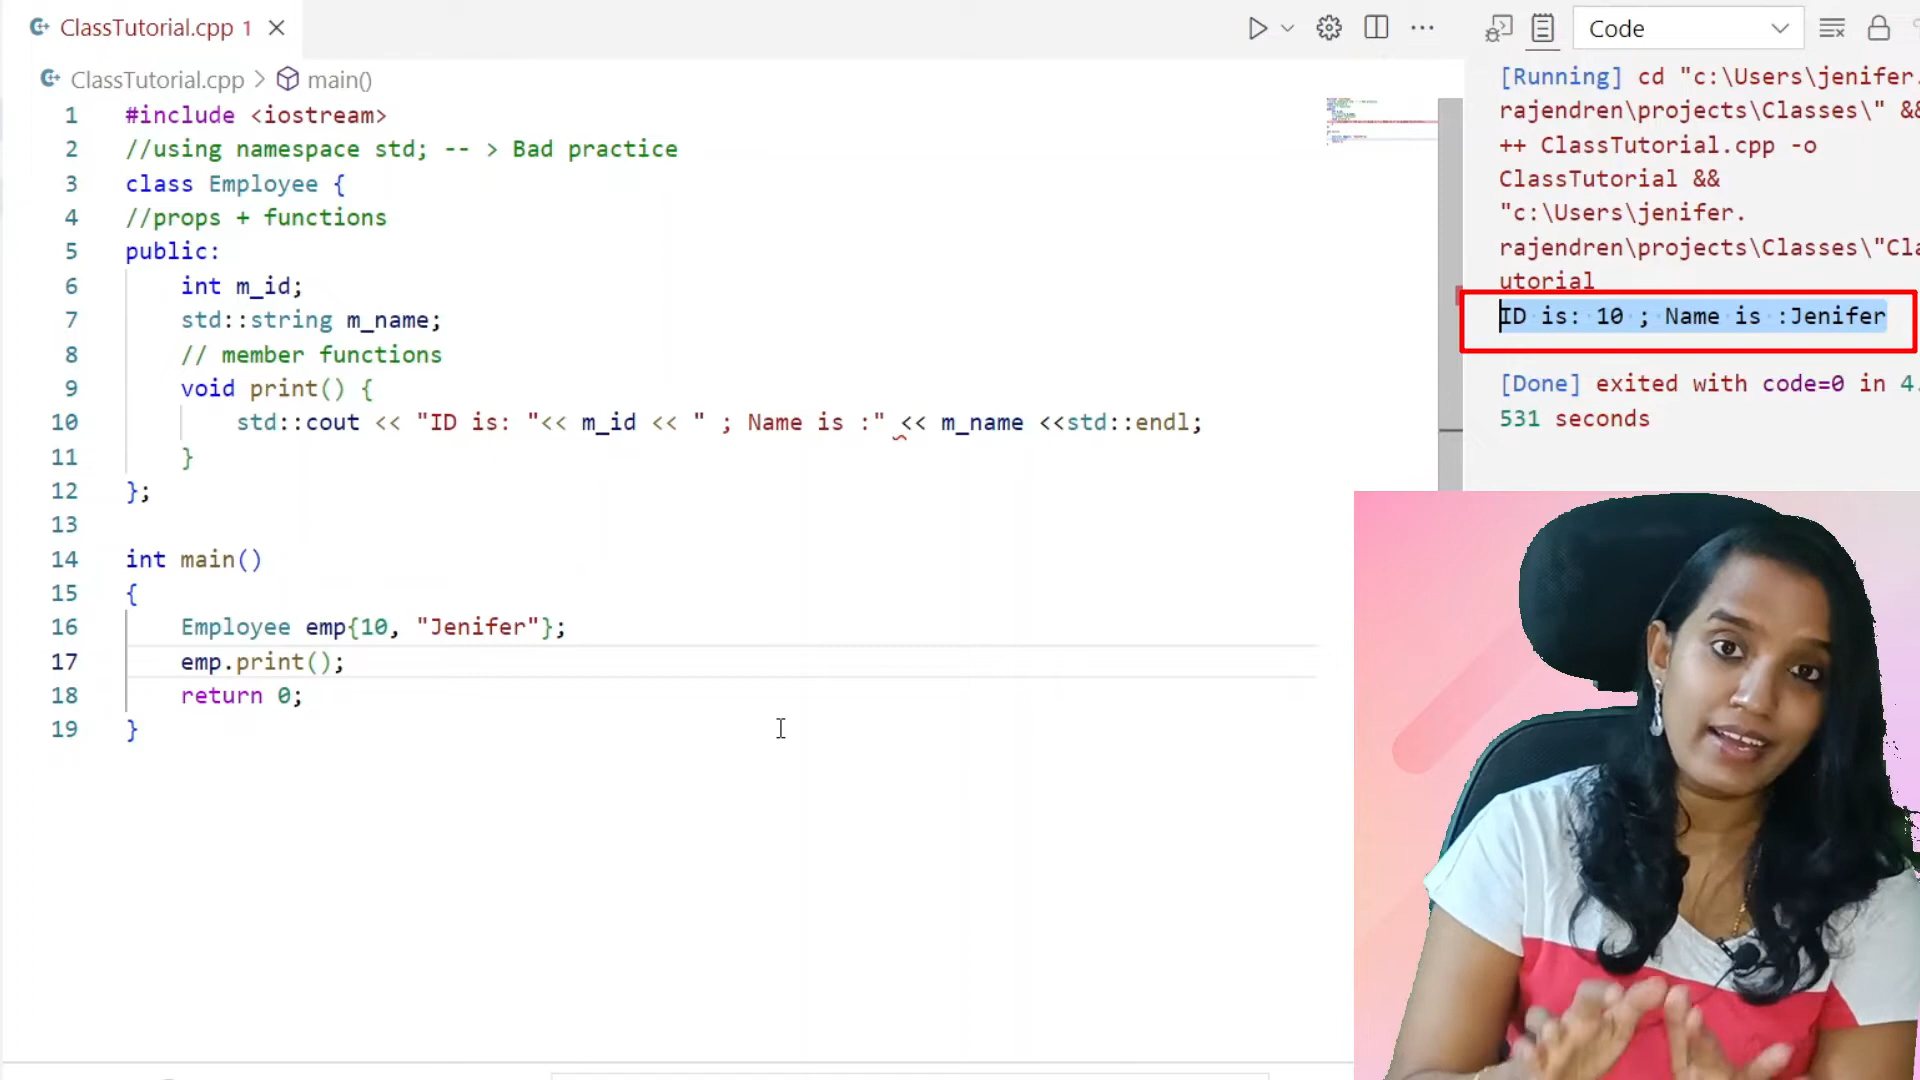 ClassTutorial.cpp 1
Code
ClassTutorial.cpp > main()
1 #include <iostream>
2 //using namespace std; -- > Bad practice
3 class Employee {
4 //props + functions
5 public:
6 int m_id;
7 std::string m_name;
8 // member functions
9 void print() {
10 std::cout << "ID is: "<< m_id << " ; Name is :" << m_name <<std::endl;
11 }
12 };
13
14 int main()
15 {
16 Employee emp{10, "Jenifer"};
17 emp.print();
18 return 0;
19 }
[Running] cd "c:\Users\jenifer.
rajendren\projects\Classes\" &&
++ ClassTutorial.cpp -o
ClassTutorial &&
"c:\Users\jenifer.
rajendren\projects\Classes\"Cla
utorial
ID is: 10 ; Name is :Jenifer
[Done] exited with code=0 in 4.
531 seconds